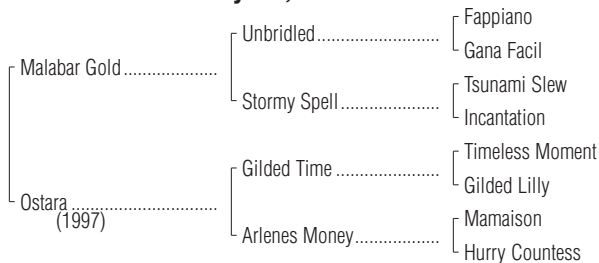 Fappiano
Unbridled
Gana Facil
Malabar Gold
Tsunami Slew
Stormy Spell
Incantation
Timeless Moment
Gilded Time
Gilded Lilly
Ostara
(1997)
Mamaison
Arlenes Money
Hurry Countess